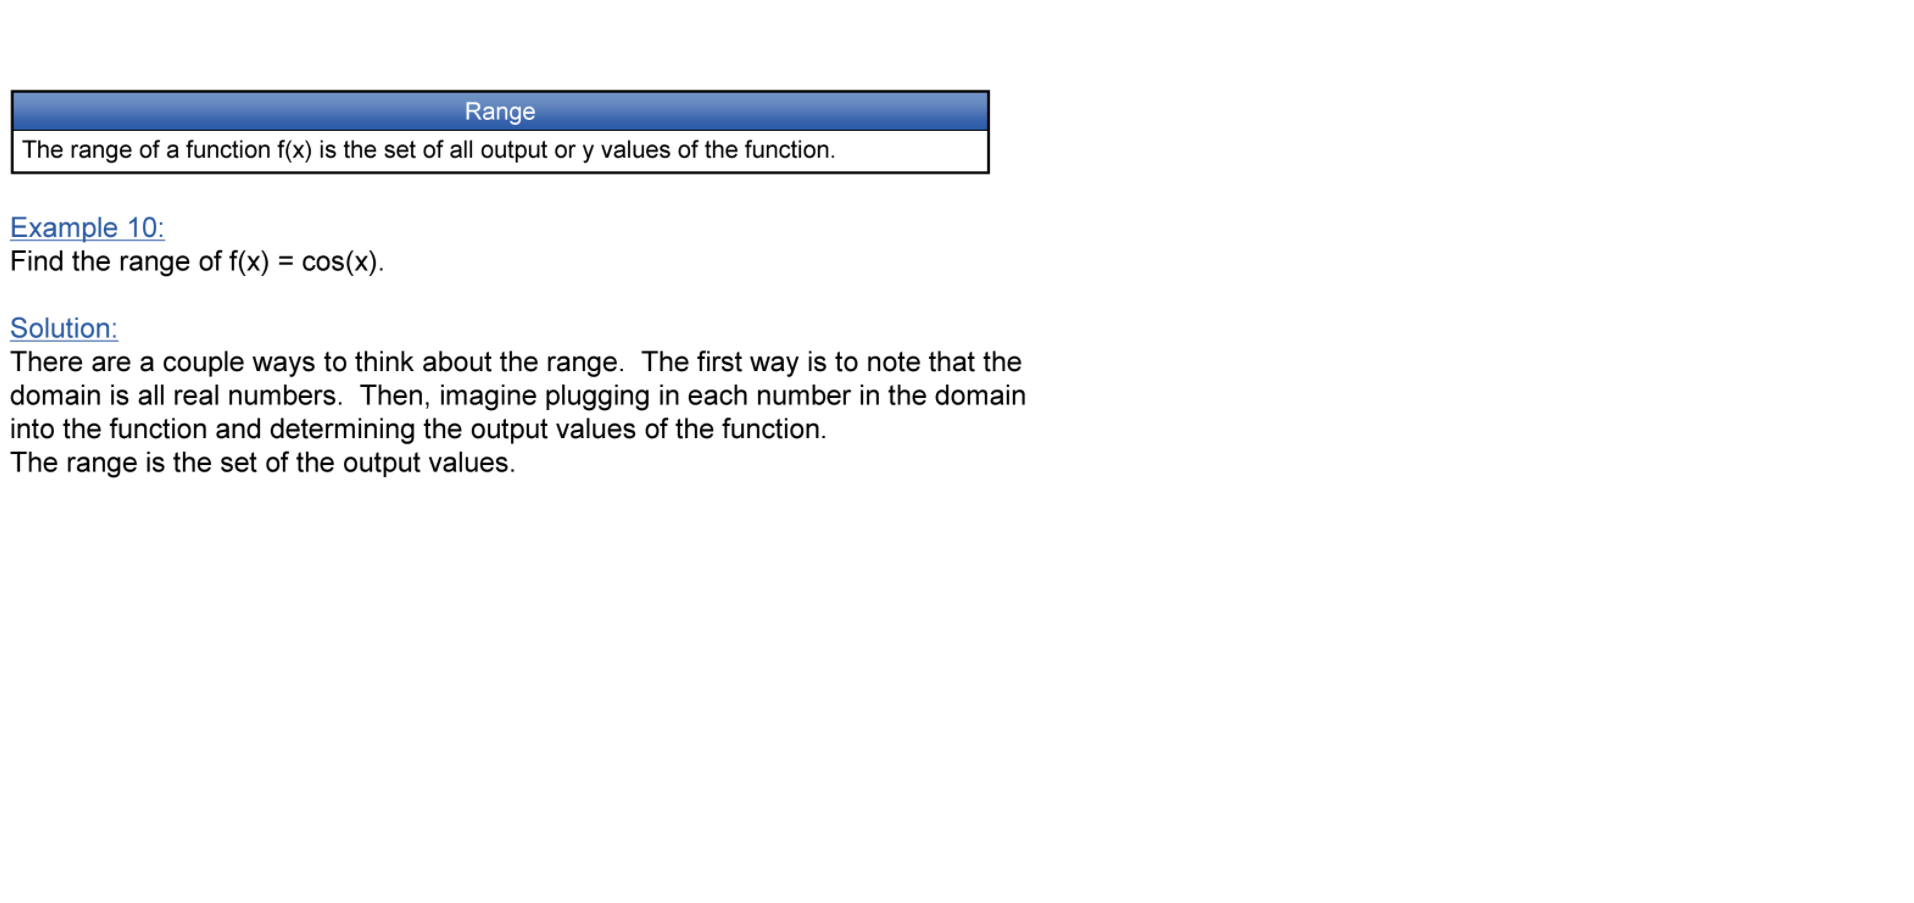 Range
The range of a function f(x) is the set of all output or y values of the function.
Example 10:
Find the range of f(x) = cos(x).
Solution:
There are a couple ways to think about the range.  The first way is to note that the
domain is all real numbers.  Then, imagine plugging in each number in the domain
into the function and determining the output values of the function.
The range is the set of the output values.